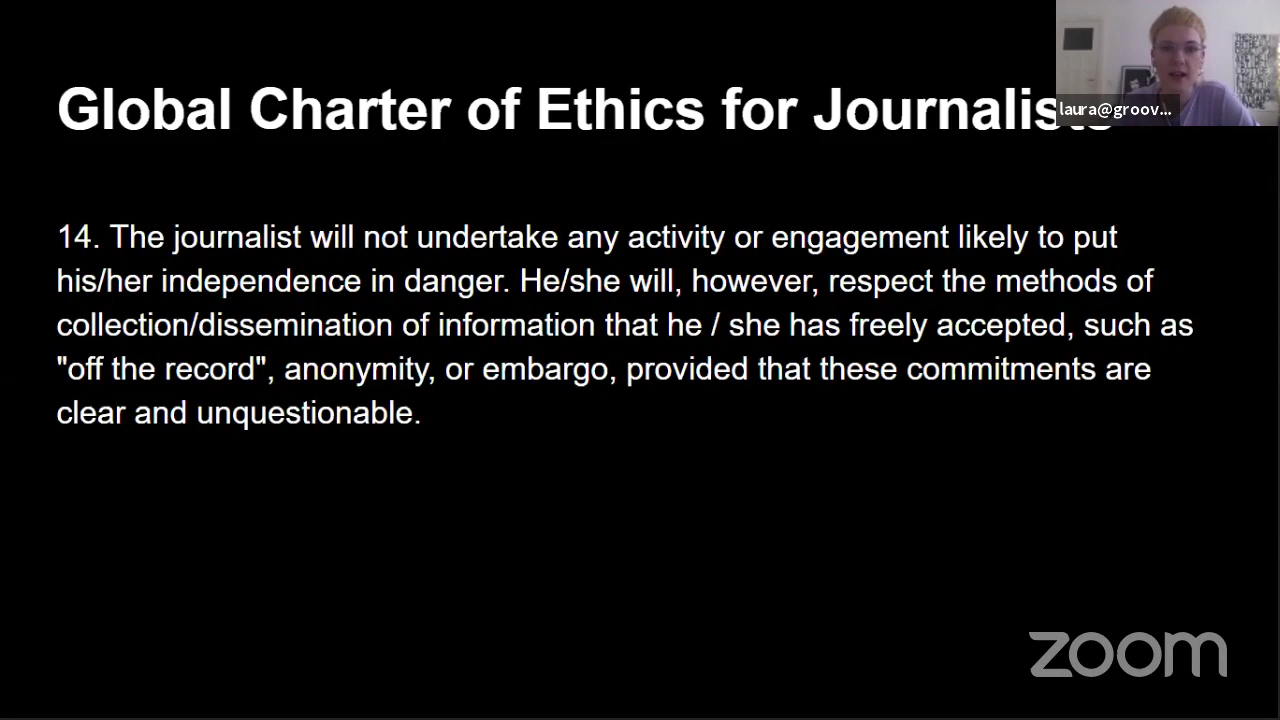 Global Charter of Ethics for Journalists
laura@groov...
14. The journalist will not undertake any activity or engagement likely to put
his/her independence in danger. He/she will, however, respect the methods of
collection/dissemination of information that he / she has freely accepted, such as
"off the record", anonymity, or embargo, provided that these commitments are
clear and unquestionable.
zoom